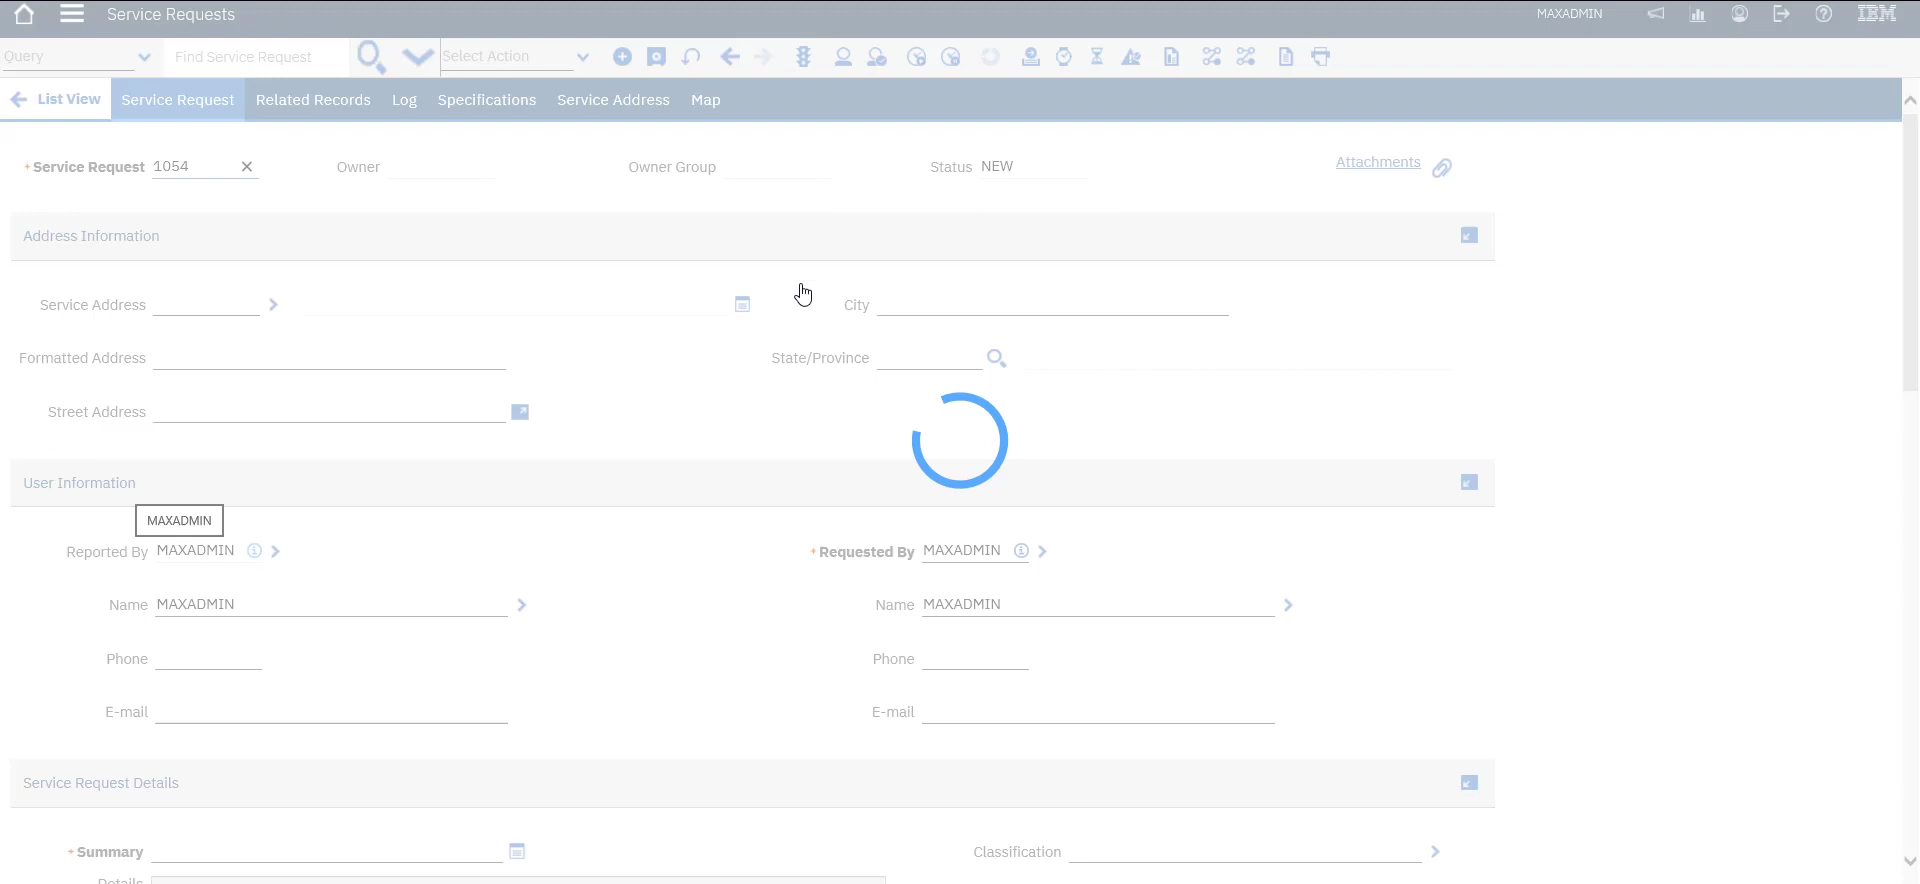 Service Requests MAXADMIN IBM
Query Find Service Request Select Action
List View Service Request Related Records Log Specifications Service Address Map
Service Request 1054 Owner Owner Group Status NEW Attachments
Address Information
Service Address City
Formatted Address State/Province
Street Address
User Information
MAXADMIN
Reported By MAXADMIN Requested By MAXADMIN
Name MAXADMIN Name MAXADMIN
Phone Phone
E-mail E-mail
Service Request Details
Summary Classification
Details